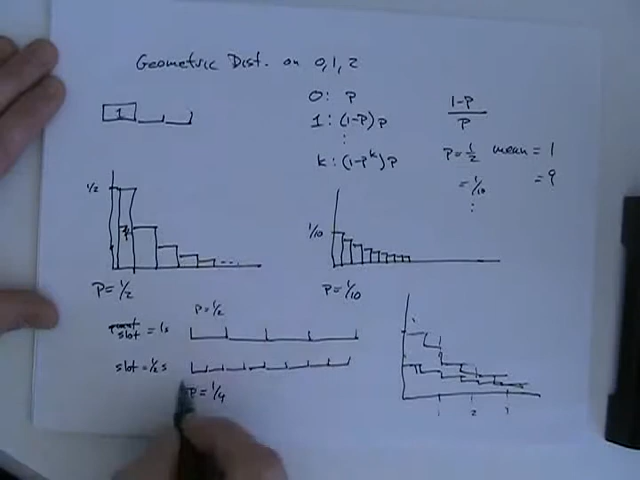 Geometric Dist. on 0,1,2
0: p
1: (1-p)p
⋮
k: (1-p^k)p
1-p
p
p=1/2 mean = 1
=1/10 =9
⋮
1
1/2
1/4
...
p=1/2
1/10
p=1/10
slot = 1s
p=1/2
slot=1/2 s
p=1/4
1 2 3